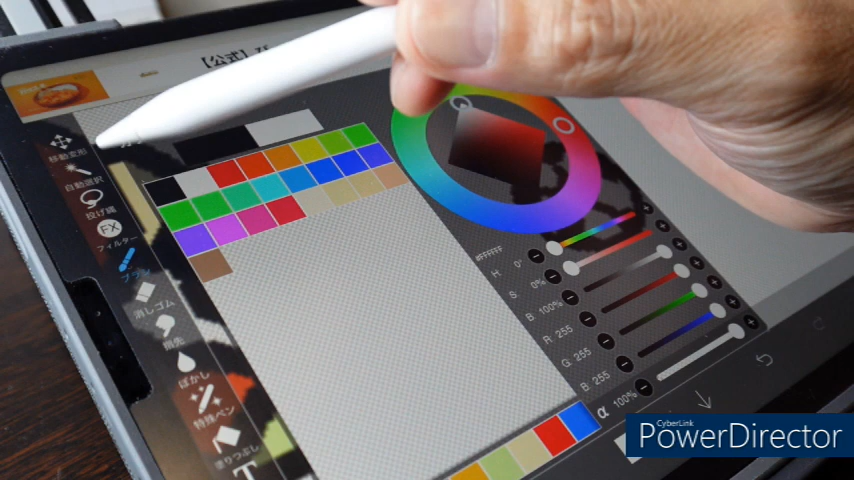 【公式】
移動変形
自動選択
投げ縄
FX
フィルター
ブラシ
消しゴム
指先
ぼかし
特殊ペン
塗りつぶし
T
#FFFFFF
H: 0°
S: 0%
B: 100%
R: 255
G: 255
B: 255
α 100%
CyberLink
PowerDirector